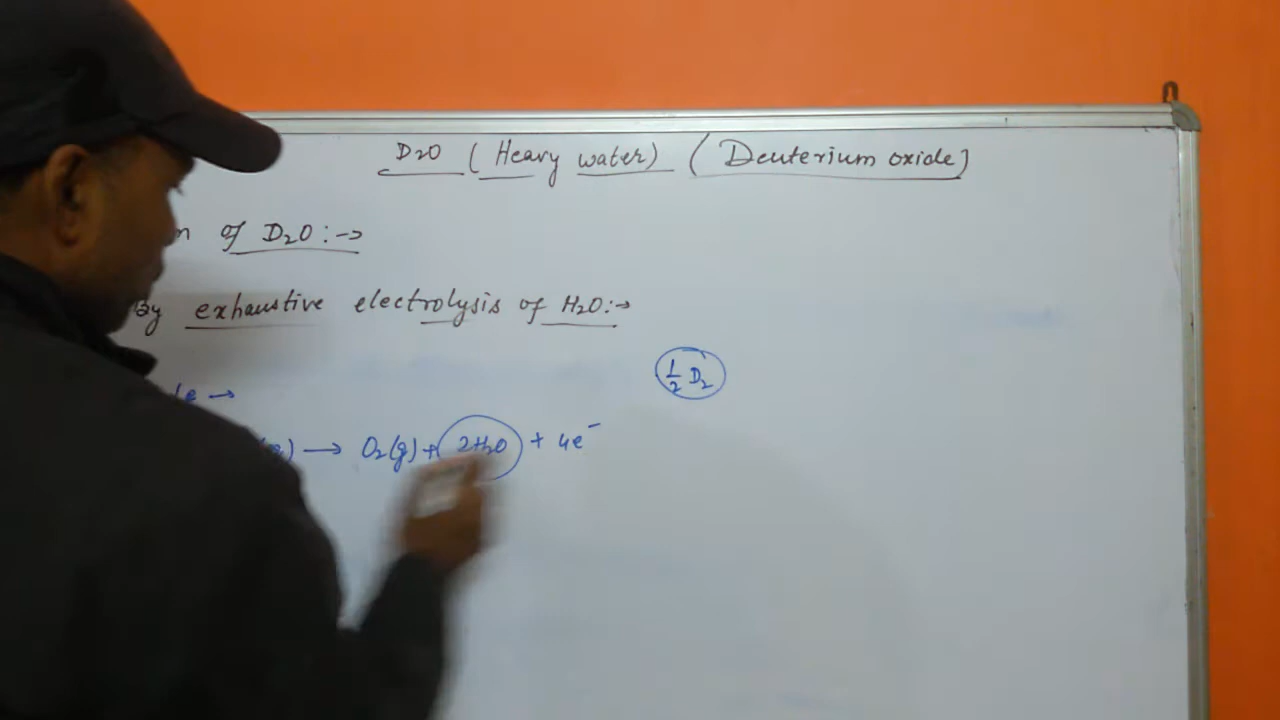 D2O (Heavy water) (Deuterium oxide)
of D2O :->
By exhaustive electrolysis of H2O :->
1/2 D2
→
→ O2(g) + 2H2O + 4e⁻